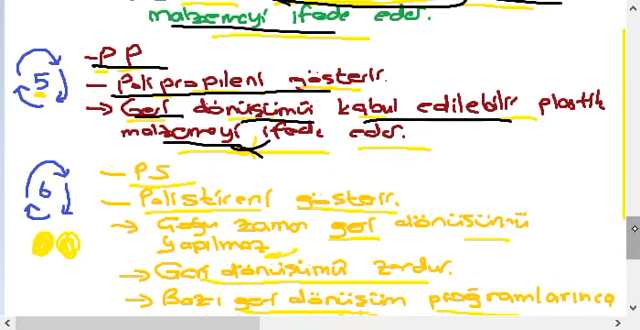 malzemeyi ifade eder.
5
- PP
- Polipropileni gösterir.
→ Geri dönüşümü kabul edilebilir plastik
malzemeyi ifade eder.
6
- PS
- Polistireni gösterir.
→ Çoğu zaman geri dönüşümü
yapılmaz
→ Geri dönüşümü zordur.
→ Bazı geri dönüşüm programlarınca